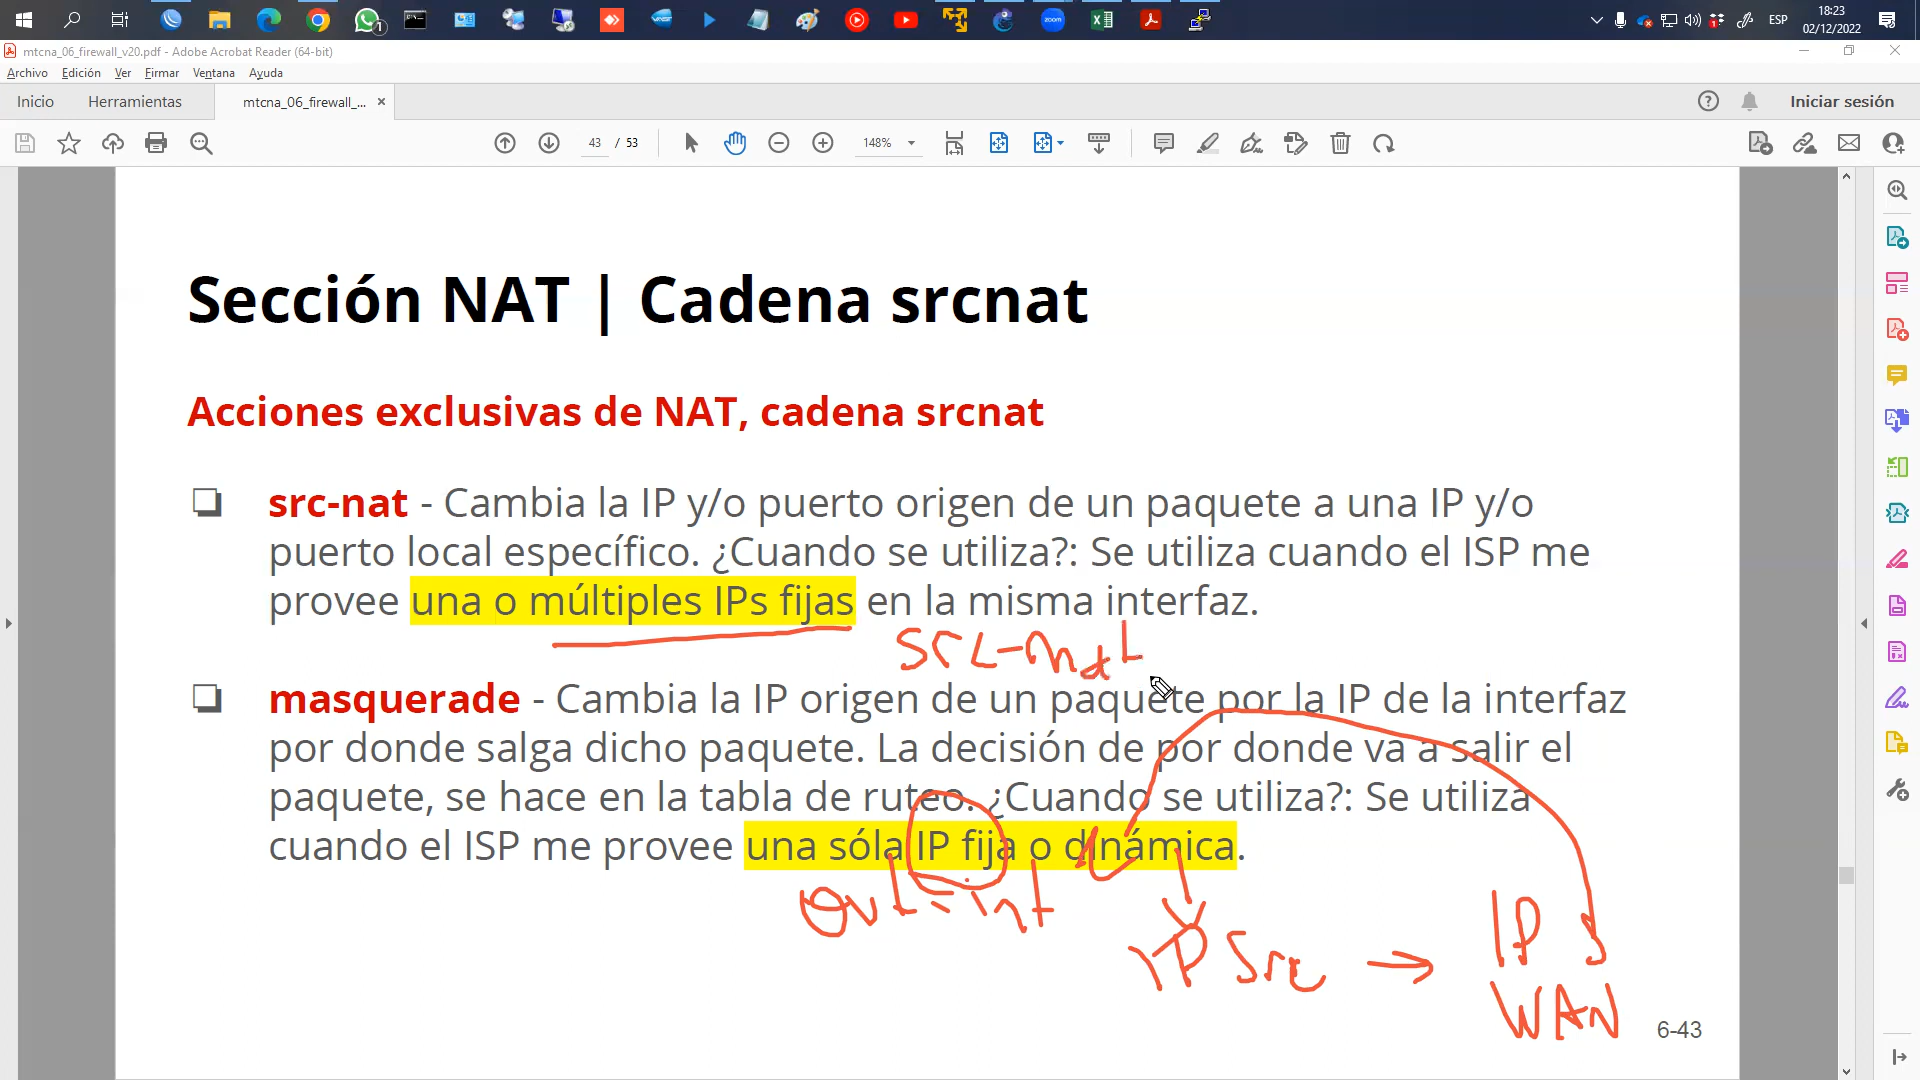 18:23
ESP
02/12/2022
mtcna_06_firewall_v20.pdf - Adobe Acrobat Reader (64-bit)
Archivo Edición Ver Firmar Ventana Ayuda
Inicio Herramientas mtcna_06_firewall_... × Iniciar sesión
43 / 53 148%
Sección NAT | Cadena srcnat
Acciones exclusivas de NAT, cadena srcnat
❏ src-nat - Cambia la IP y/o puerto origen de un paquete a una IP y/o
puerto local específico. ¿Cuando se utiliza?: Se utiliza cuando el ISP me
provee una o múltiples IPs fijas en la misma interfaz.
src-nat
❏ masquerade - Cambia la IP origen de un paquete por la IP de la interfaz
por donde salga dicho paquete. La decisión de por donde va a salir el
paquete, se hace en la tabla de ruteo. ¿Cuando se utiliza?: Se utiliza
cuando el ISP me provee una sóla IP fija o dinámica.
out-int
IP src → IP
WAN
6-43